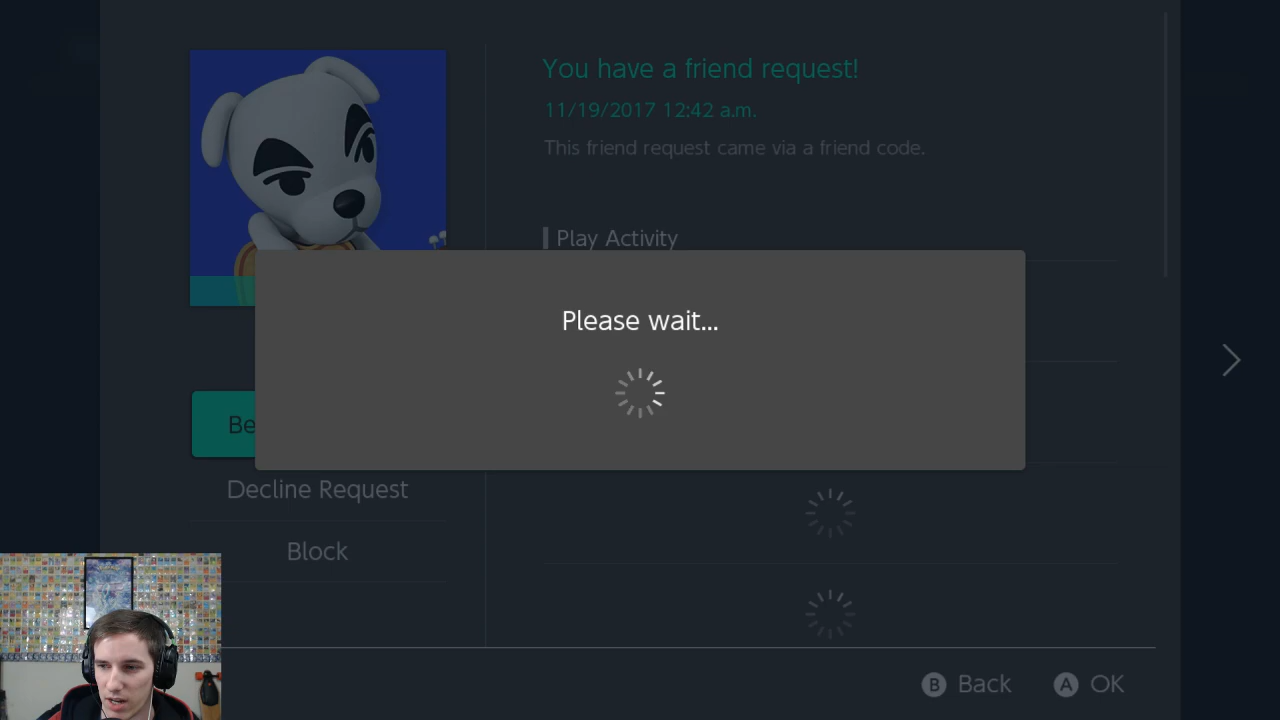 You have a friend request!
11/19/2017 12:42 a.m.
This friend request came via a friend code.
Play Activity
Please wait...
Be
Decline Request
Block
B Back
A OK